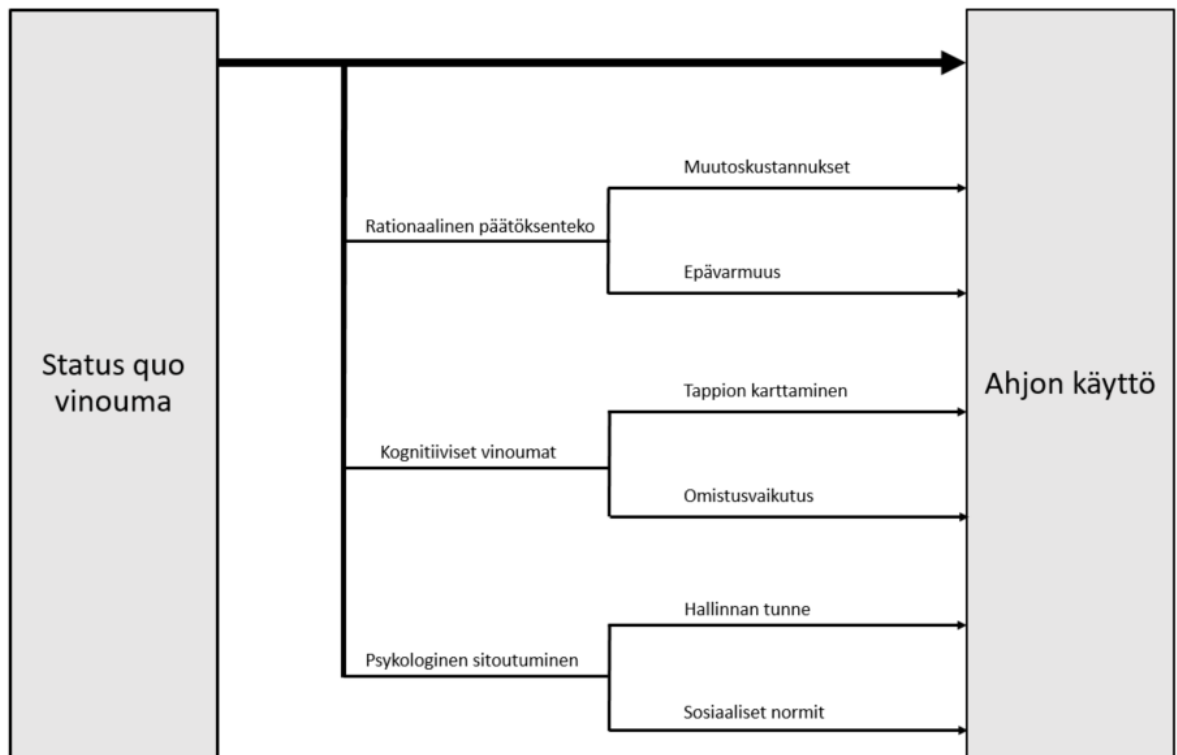 Status quo
vinouma
Muutoskustannukset
Rationaalinen päätöksenteko
Epävarmuus
Tappion karttaminen
Kognitiiviset vinoumat
Omistusvaikutus
Hallinnan tunne
Psykologinen sitoutuminen
Sosiaaliset normit
Ahjon käyttö